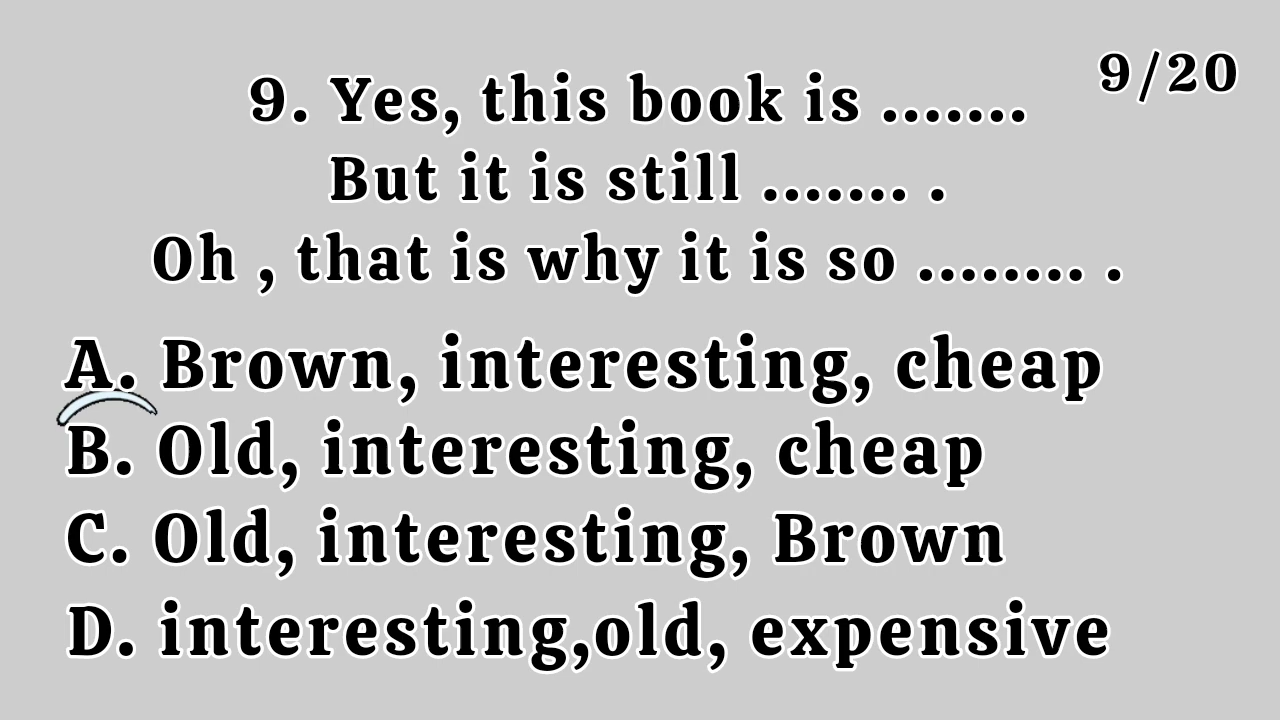 9/20
9. Yes, this book is .......
But it is still ....... .
Oh , that is why it is so ........ .
A. Brown, interesting, cheap
B. Old, interesting, cheap
C. Old, interesting, Brown
D. interesting,old, expensive